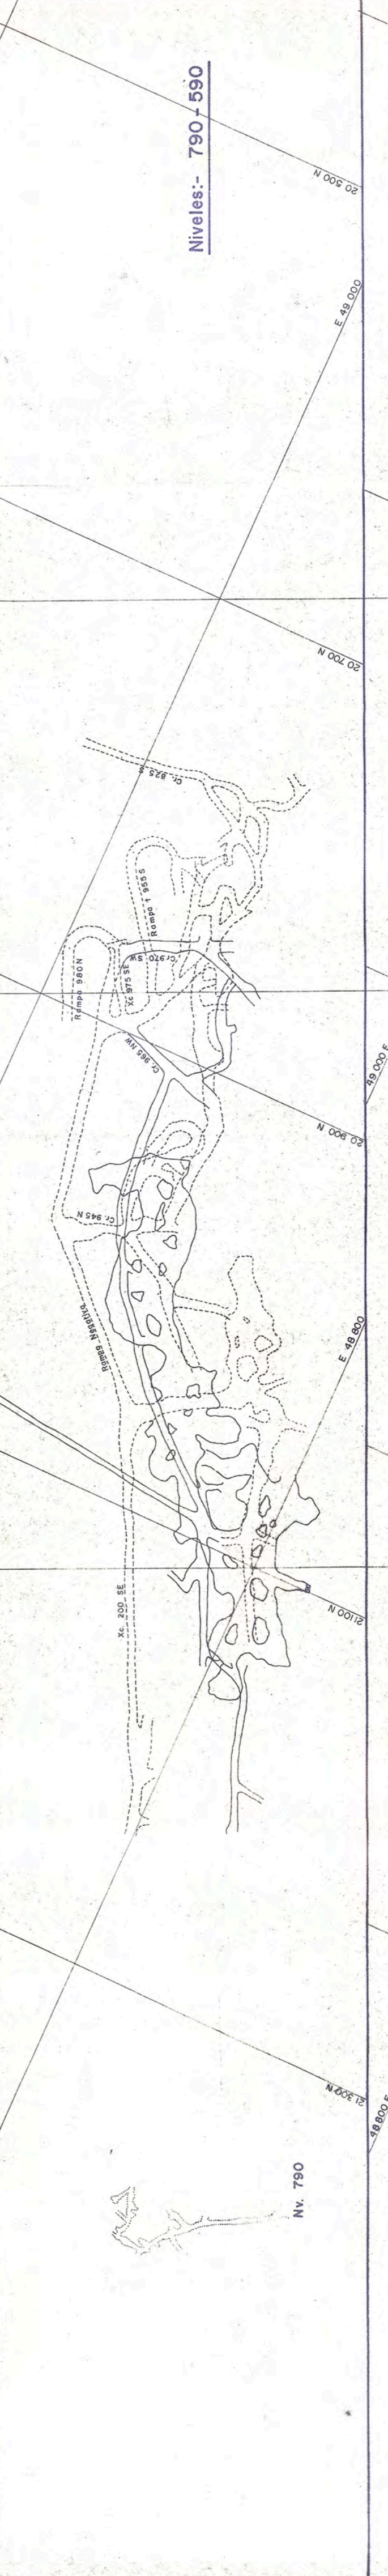 Niveles:- 790-590
20 500 N
E 49 000
20 700 N
Cr. 825 S
Rampa 1 955 S
Rampa 980 N
Xc 975 SE
Cr 970 SW
Cr. 965 NW
49 000 E
20 900 N
Cr. 945 N
Rampa Negativa
E 48 800
Xc. 200 SE
21100 N
21 300 N
48 800 E
Nv. 790